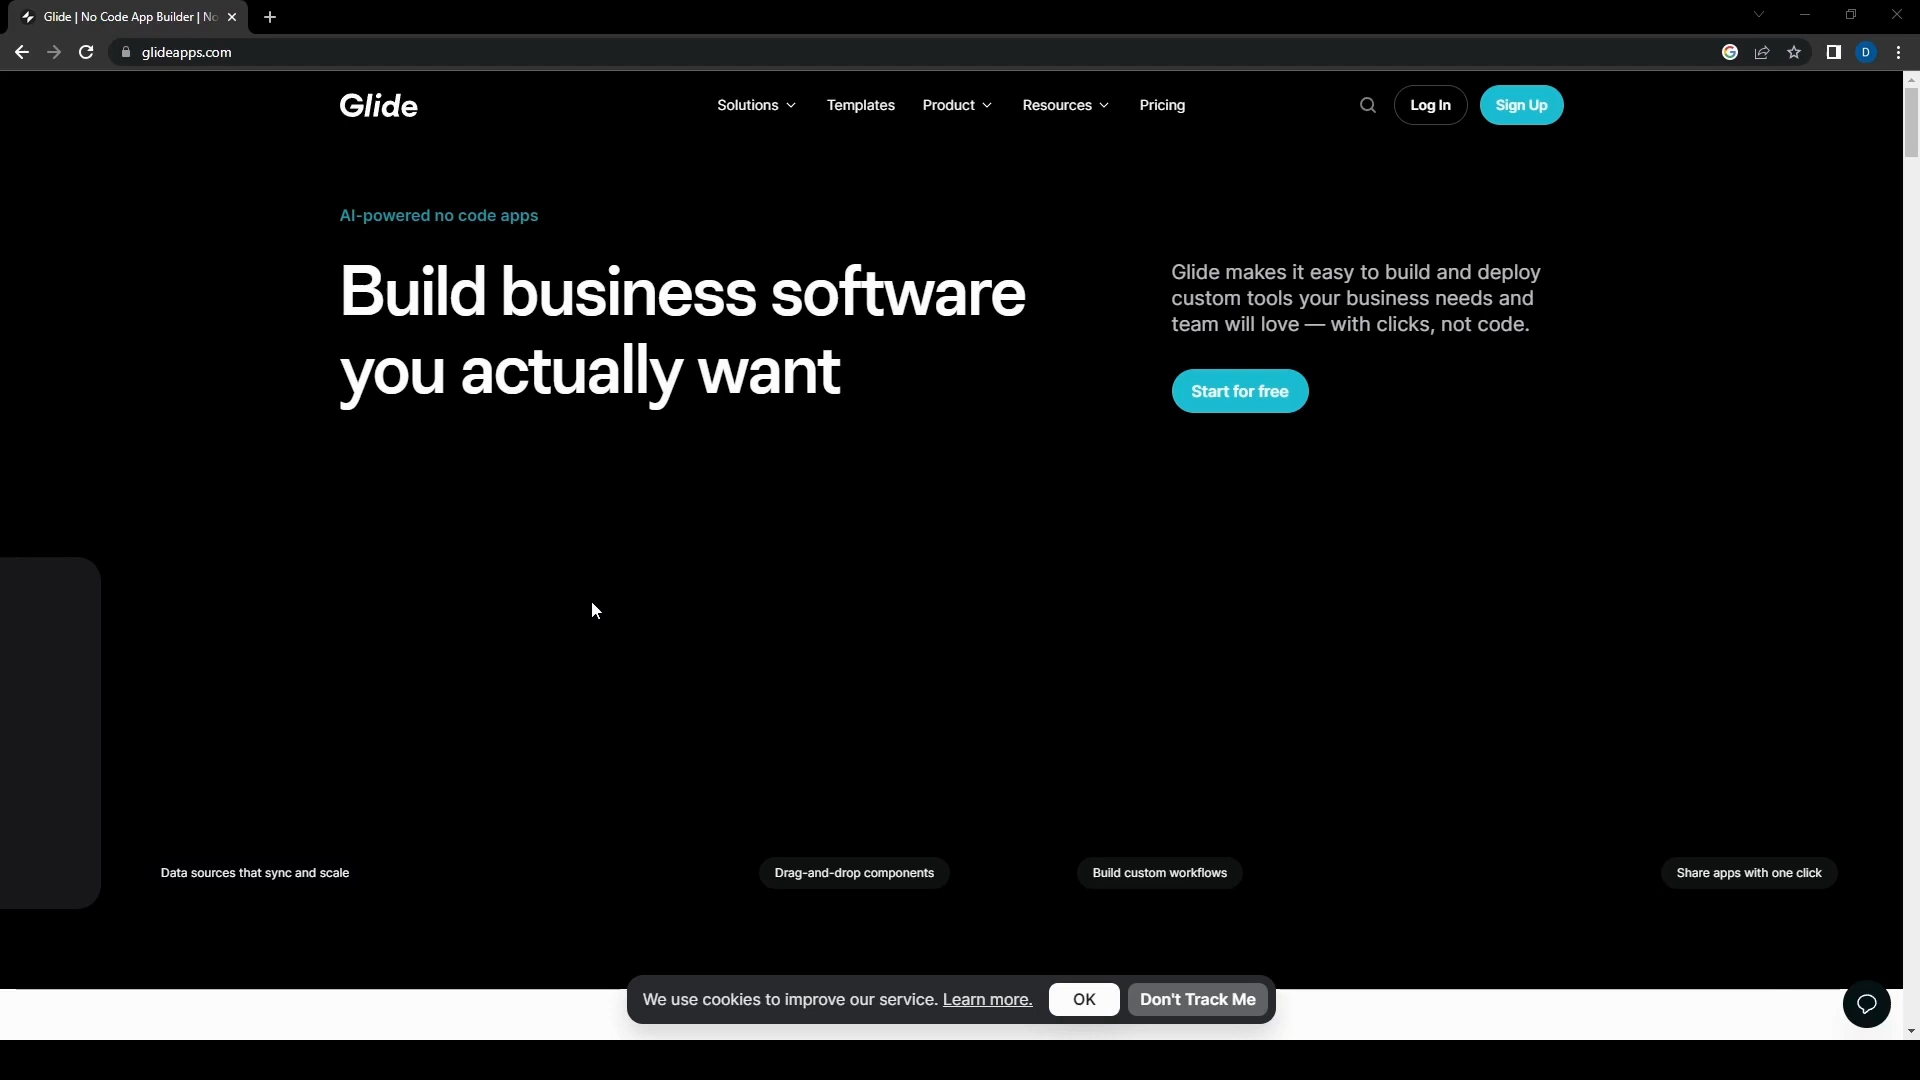 Glide | No Code App Builder | No
glideapps.com
D
Glide
Solutions
Templates
Product
Resources
Pricing
Log In
Sign Up
AI-powered no code apps
Build business software
you actually want
Glide makes it easy to build and deploy
custom tools your business needs and
team will love — with clicks, not code.
Start for free
Data sources that sync and scale
Drag-and-drop components
Build custom workflows
Share apps with one click
We use cookies to improve our service. Learn more.
OK
Don't Track Me